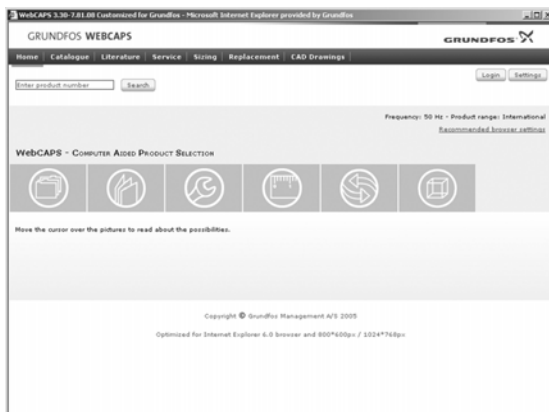 WebCAPS 3.30-7.81.08 Customized for Grundfos - Microsoft Internet Explorer provided by Grundfos
GRUNDFOS WEBCAPS
GRUNDFOS
Home Catalogue Literature Service Sizing Replacement CAD Drawings
Login Settings
Enter product number Search
Frequency: 50 Hz - Product range: International
Recommended browser settings
WebCAPS - Computer Aided Product Selection
Move the cursor over the pictures to read about the possibilities.
Copyright © Grundfos Management A/S 2005
Optimized for Internet Explorer 6.0 browser and 800*600px / 1024*768px